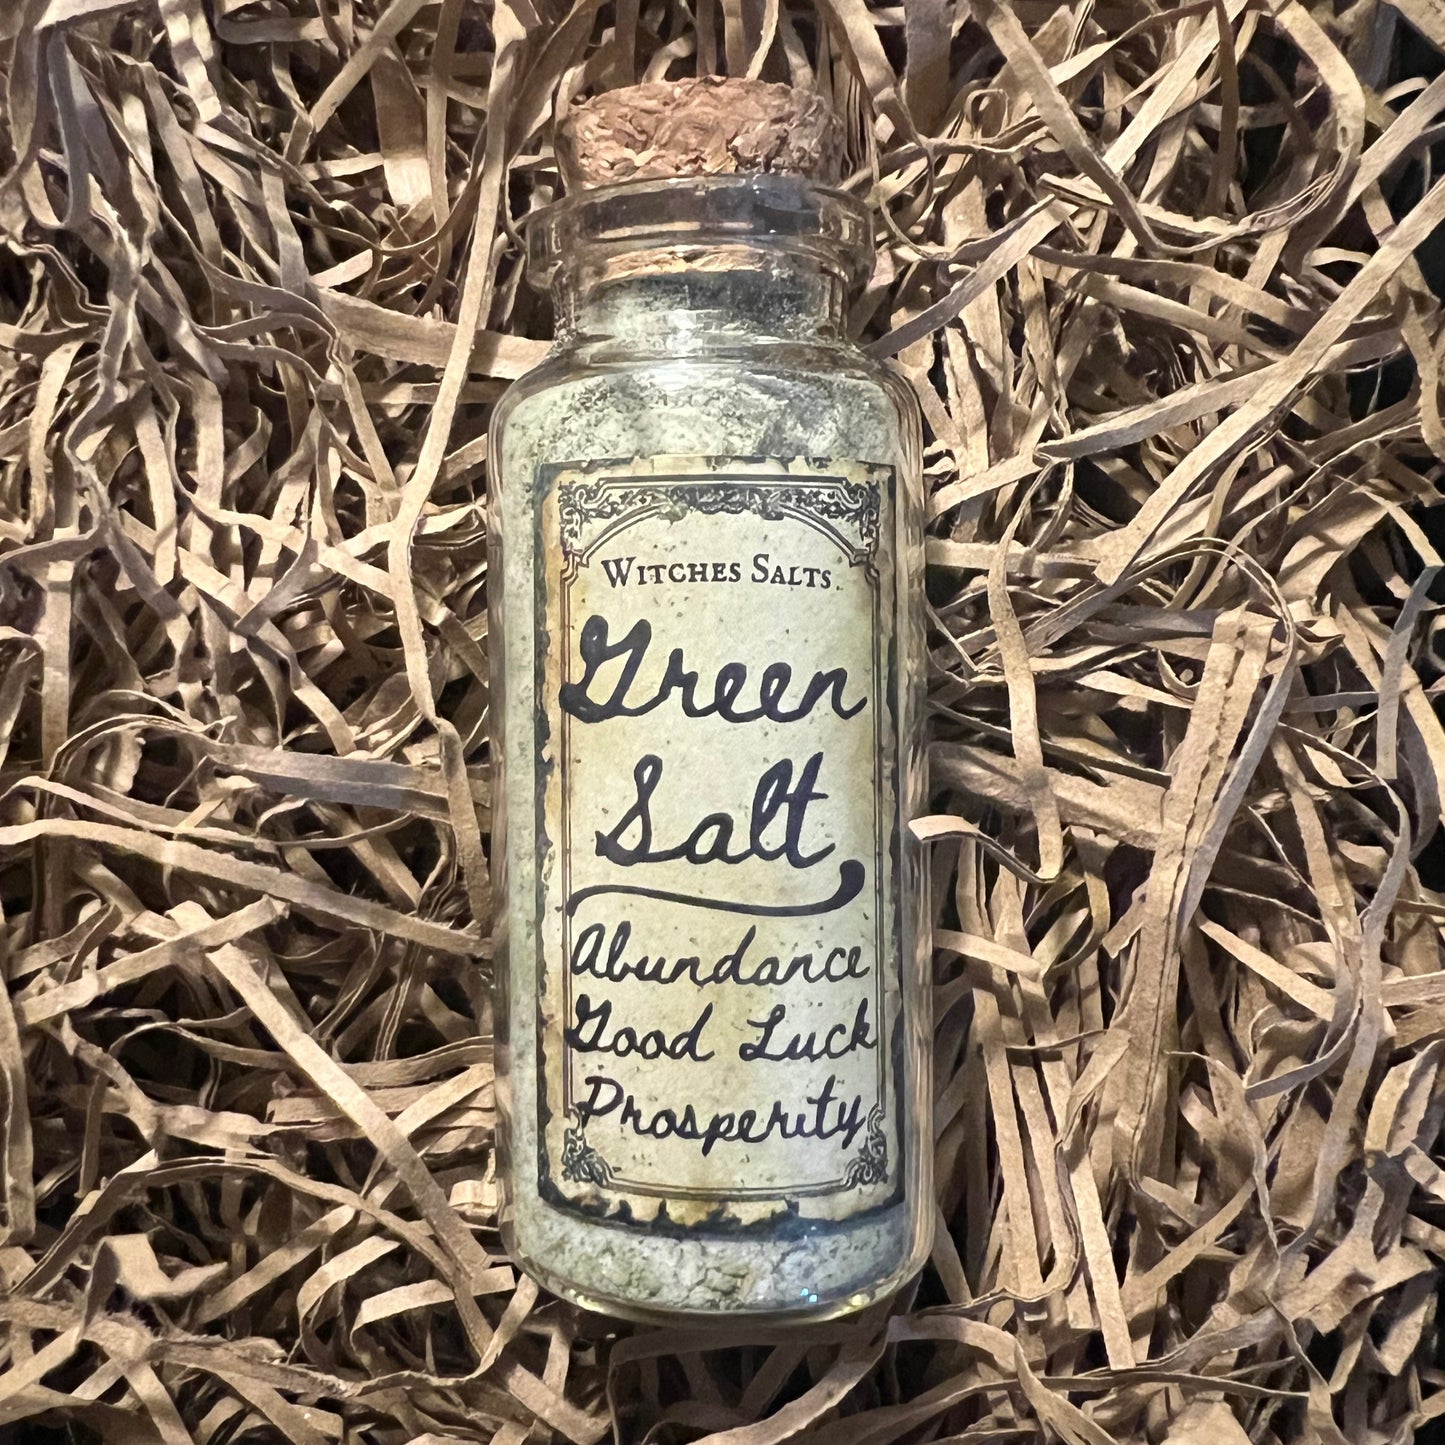 Witches Salts
Green
Salt
Abundance
Good Luck
Prosperity